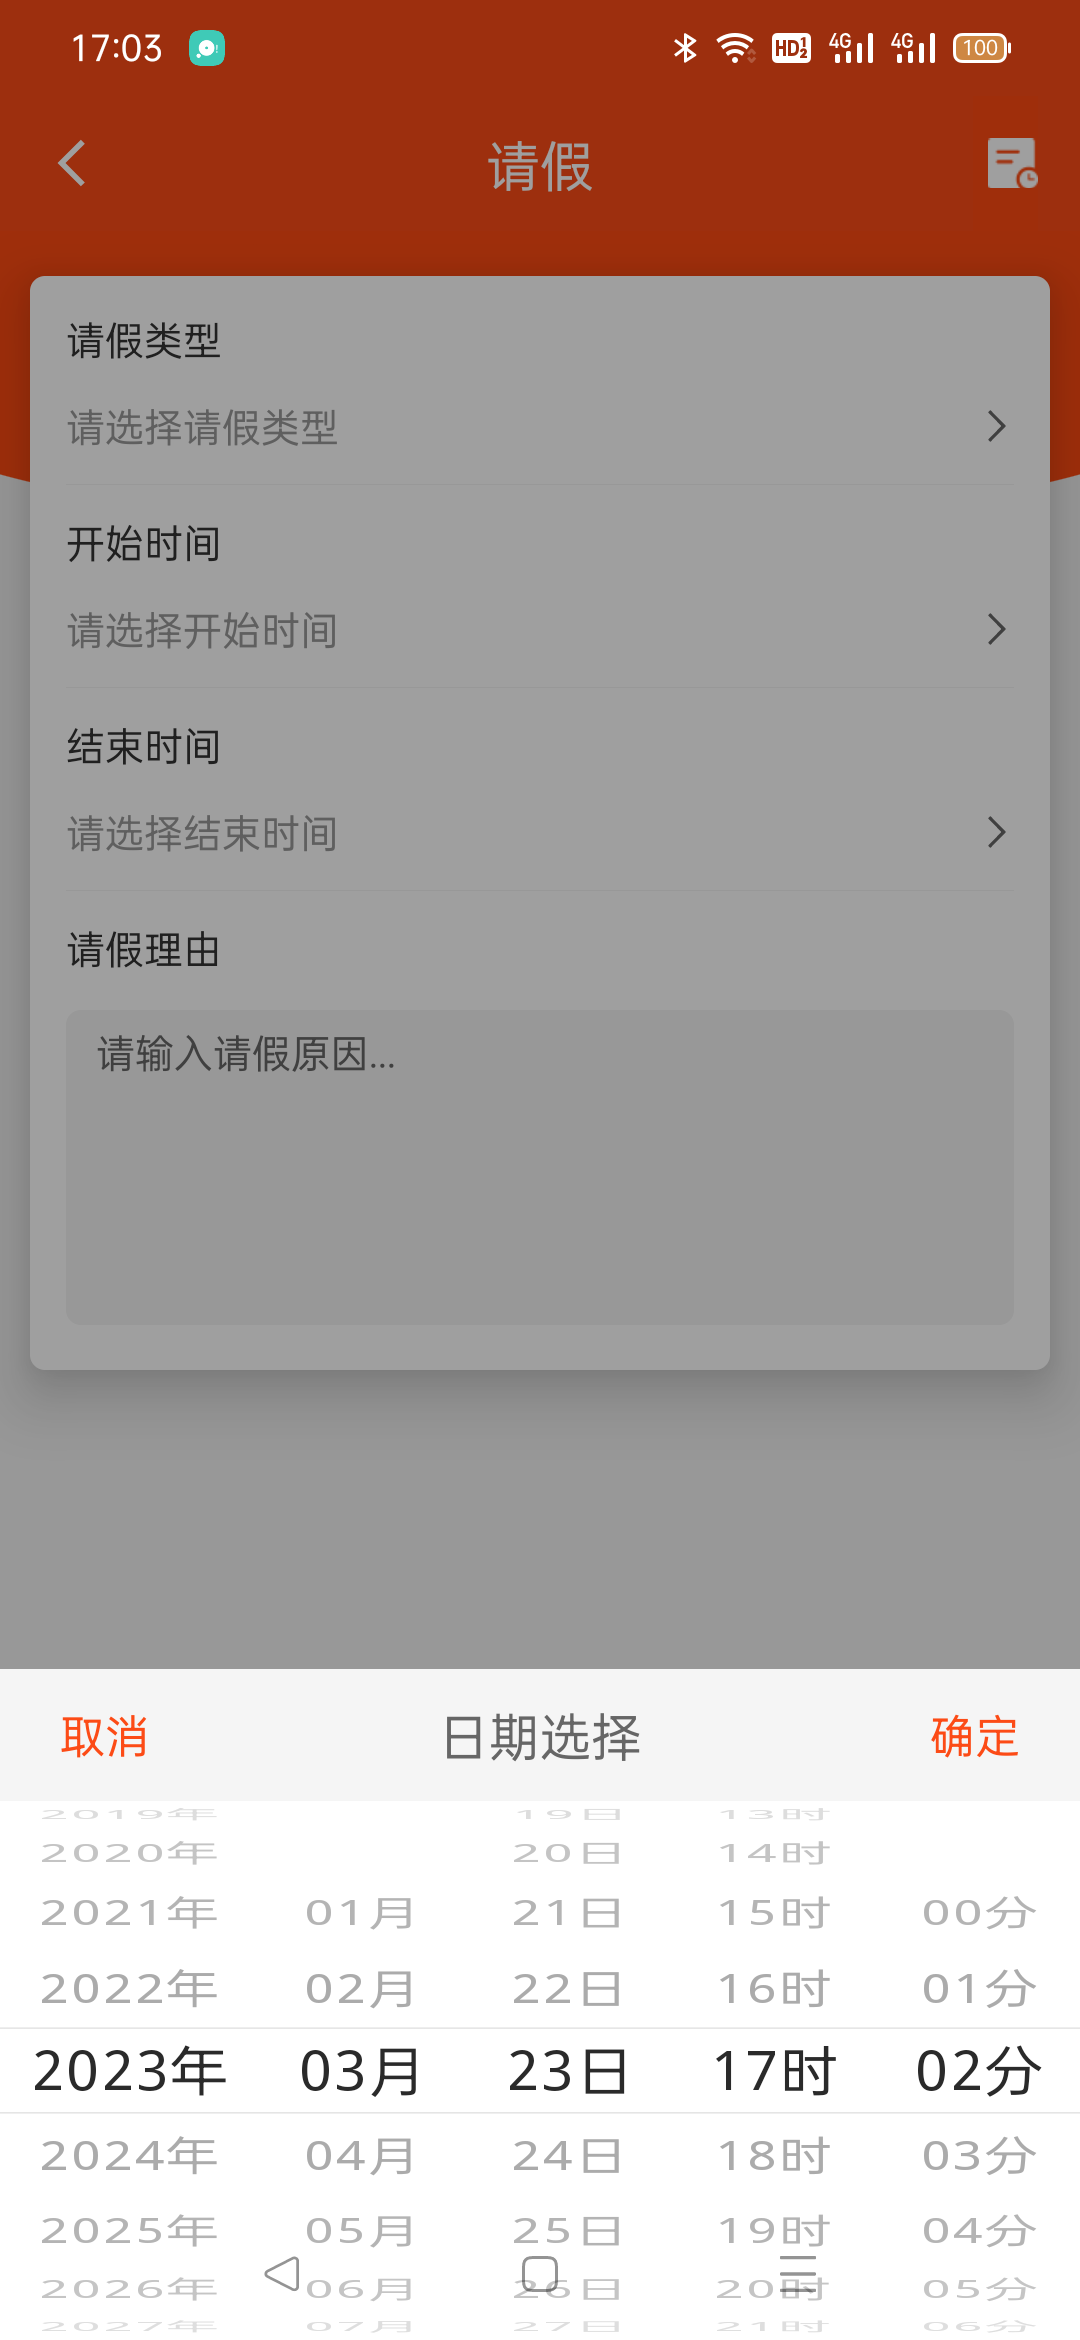 17:03 HD 1 2 4G 4G 100
请假
请假类型
请选择请假类型
开始时间
请选择开始时间
结束时间
请选择结束时间
请假理由
请输入请假原因...
取消 日期选择 确定
2019年 19日 13时
2020年 20日 14时
2021年 01月 21日 15时 00分
2022年 02月 22日 16时 01分
2023年 03月 23日 17时 02分
2024年 04月 24日 18时 03分
2025年 05月 25日 19时 04分
2026年 06月 26日 20时 05分
2027年 07月 27日 21时 06分